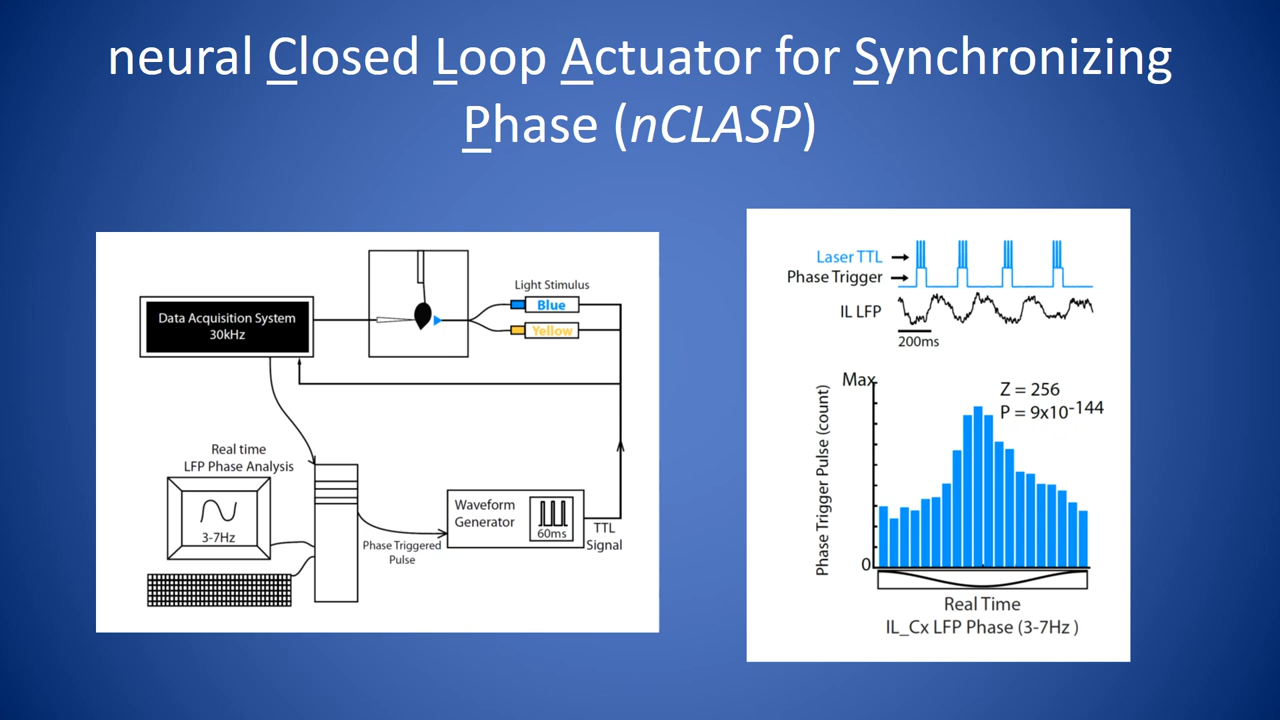 neural Closed Loop Actuator for Synchronizing
Phase (nCLASP)
Data Acquisition System
30kHz
Light Stimulus
Blue
Yellow
Real time
LFP Phase Analysis
3-7Hz
Phase Triggered
Pulse
Waveform
Generator
60ms
TTL
Signal
Laser TTL
Phase Trigger
IL LFP
200ms
Max
Z = 256
P = 9x10-144
Phase Trigger Pulse (count)
0
Real Time
IL_Cx LFP Phase (3-7Hz )